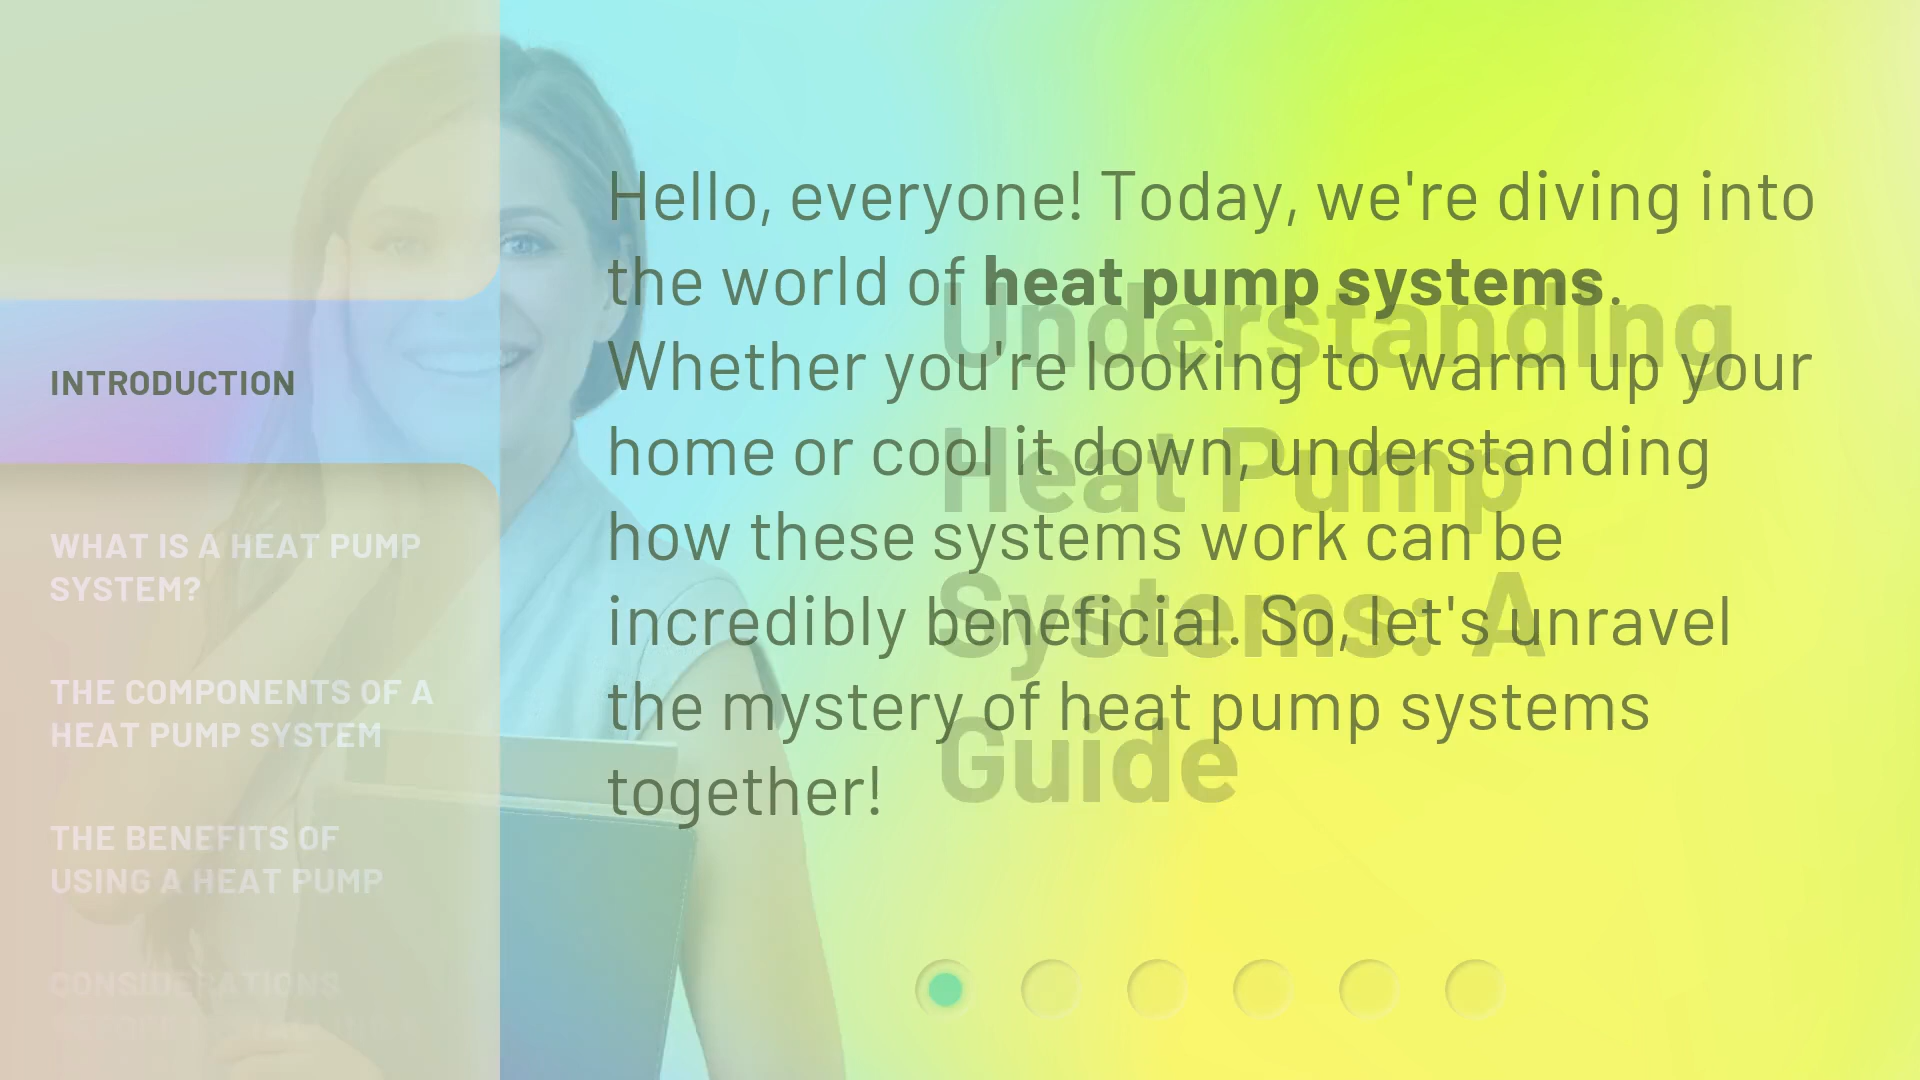 INTRODUCTION
WHAT IS A HEAT PUMP
SYSTEM?
THE COMPONENTS OF A
HEAT PUMP SYSTEM
THE BENEFITS OF
USING A HEAT PUMP
CONSIDERATIONS
Hello, everyone! Today, we're diving into
the world of heat pump systems.
Whether you're looking to warm up your
home or cool it down, understanding
how these systems work can be
incredibly beneficial. So, let's unravel
the mystery of heat pump systems
together!
Understanding
Heat Pump
Systems: A
Guide